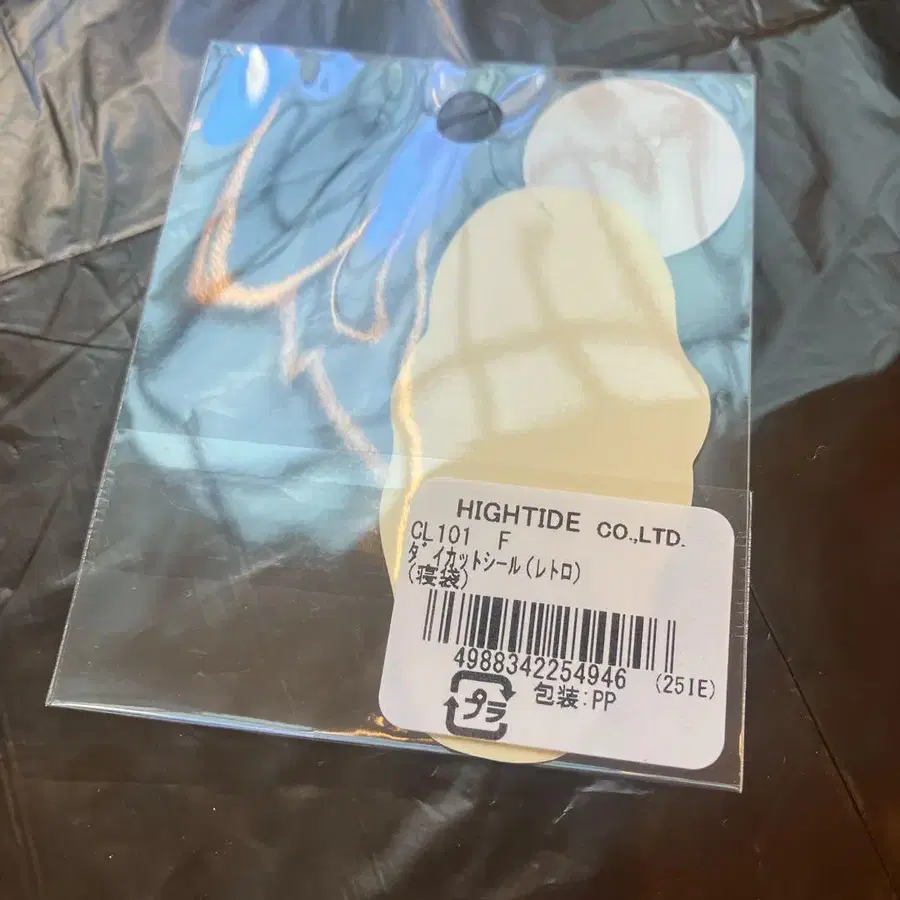 HIGHTIDE CO.,LTD.
CL101 F
ﾀﾞｲｶｯﾄｼｰﾙ(ﾚﾄﾛ)
(寝袋)
4988342254946 (25IE)
プラ 包装:PP